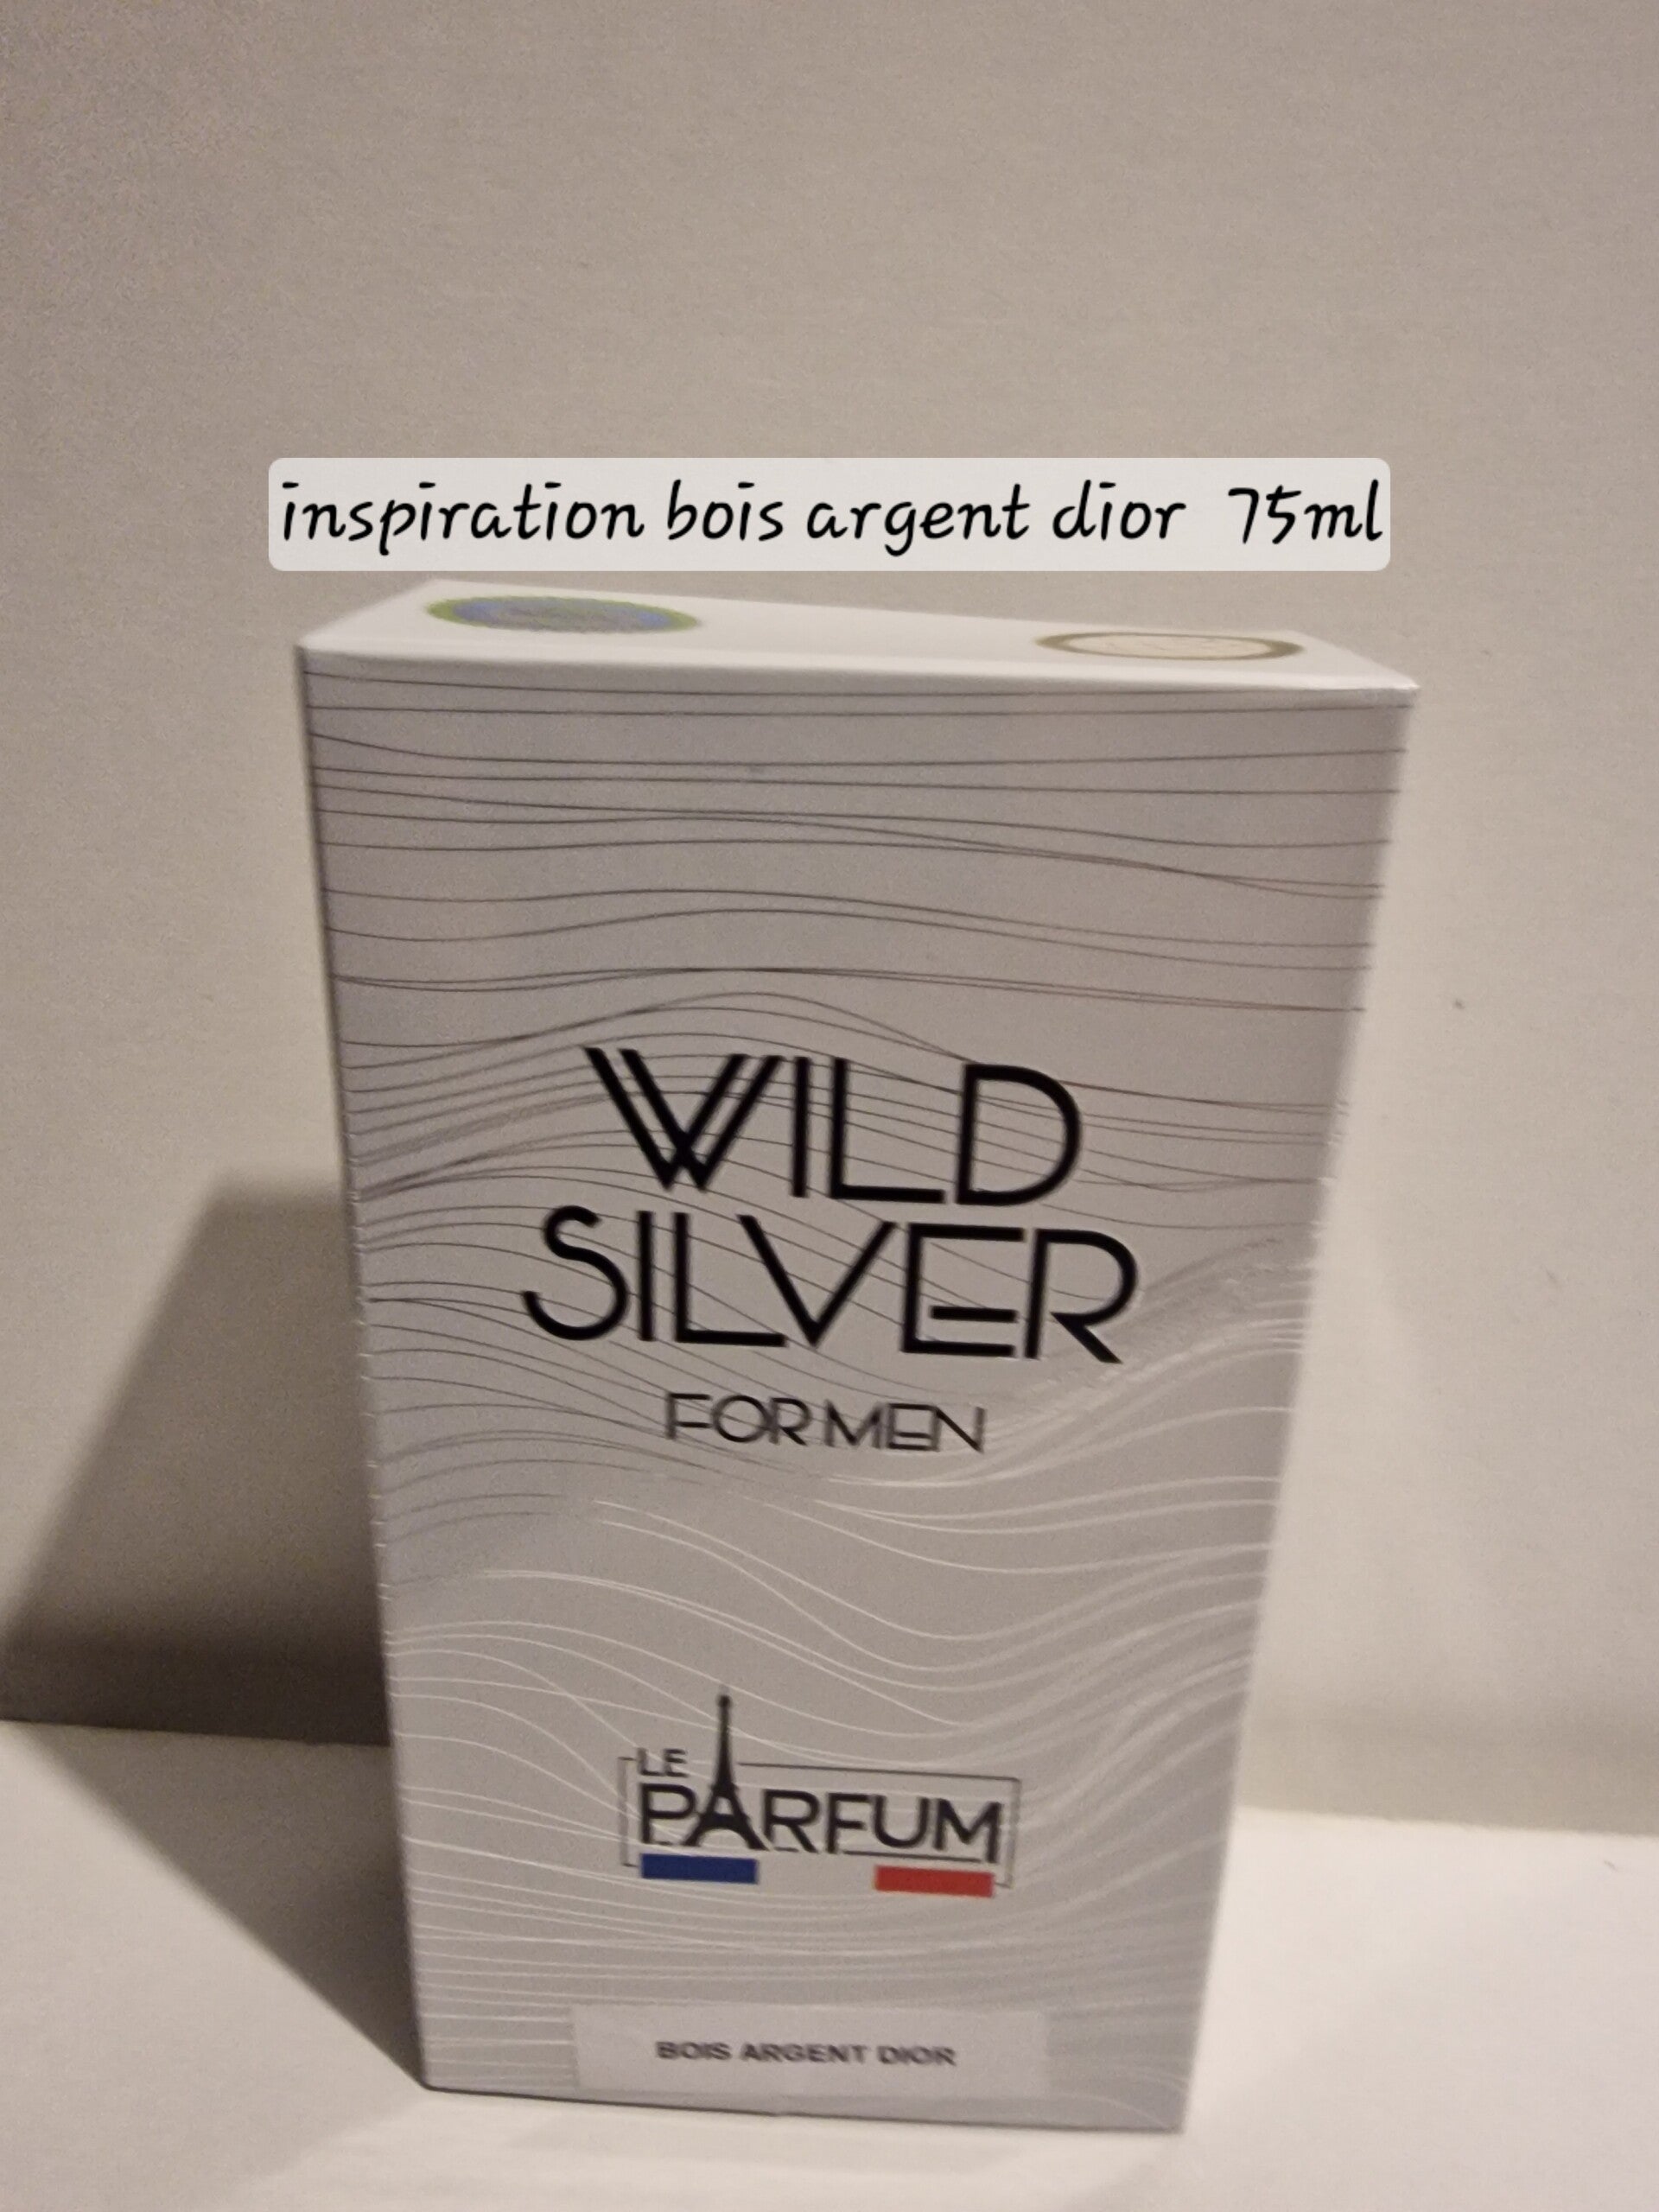 inspiration bois argent dior 75ml
WILD
SILVER
FOR MEN
LE
PARFUM
BOIS ARGENT DIOR